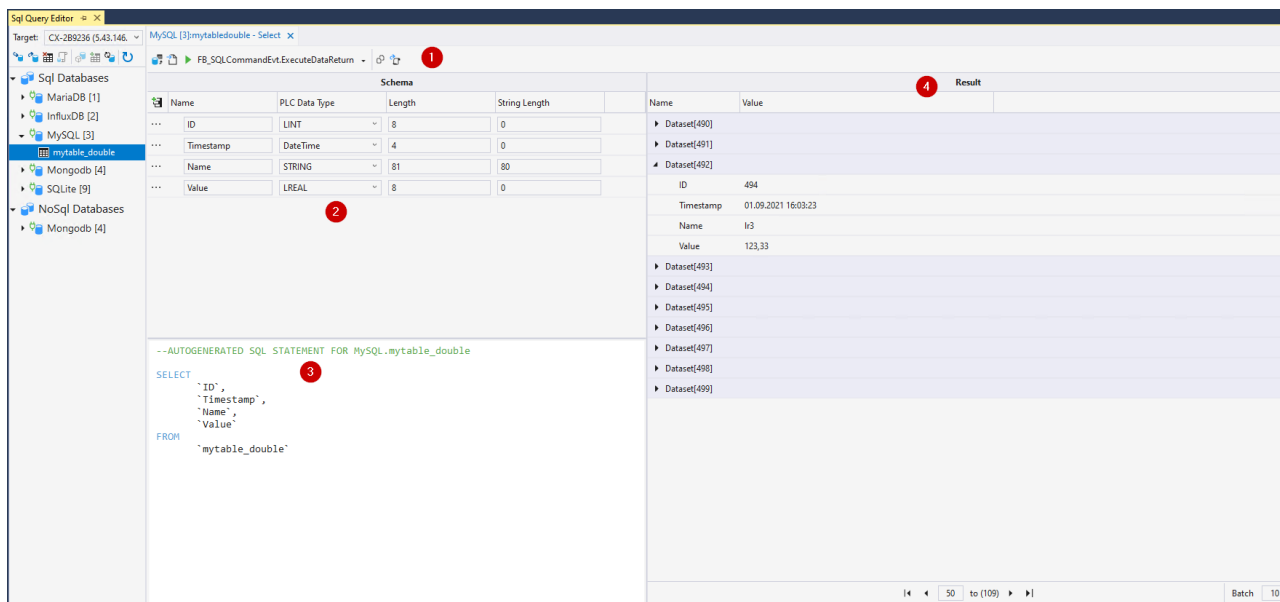 Sql Query Editor
Target: CX-2B9236 (5.43.146.
MySQL [3]:mytabledouble - Select
FB_SQLCommandEvt.ExecuteDataReturn
1
Sql Databases
MariaDB [1]
InfluxDB [2]
MySQL [3]
mytable_double
Mongodb [4]
SQLite [9]
NoSql Databases
Mongodb [4]
Schema
Name PLC Data Type Length String Length
ID LINT 8 0
Timestamp DateTime 4 0
Name STRING 81 80
Value LREAL 8 0
2
--AUTOGENERATED SQL STATEMENT FOR MySQL.mytable_double
3
SELECT
`ID`,
`Timestamp`,
`Name`,
`Value`
FROM
`mytable_double`
4
Result
Name Value
Dataset[490]
Dataset[491]
Dataset[492]
ID 494
Timestamp 01.09.2021 16:03:23
Name lr3
Value 123,33
Dataset[493]
Dataset[494]
Dataset[495]
Dataset[496]
Dataset[497]
Dataset[498]
Dataset[499]
50 to (109)
Batch 10